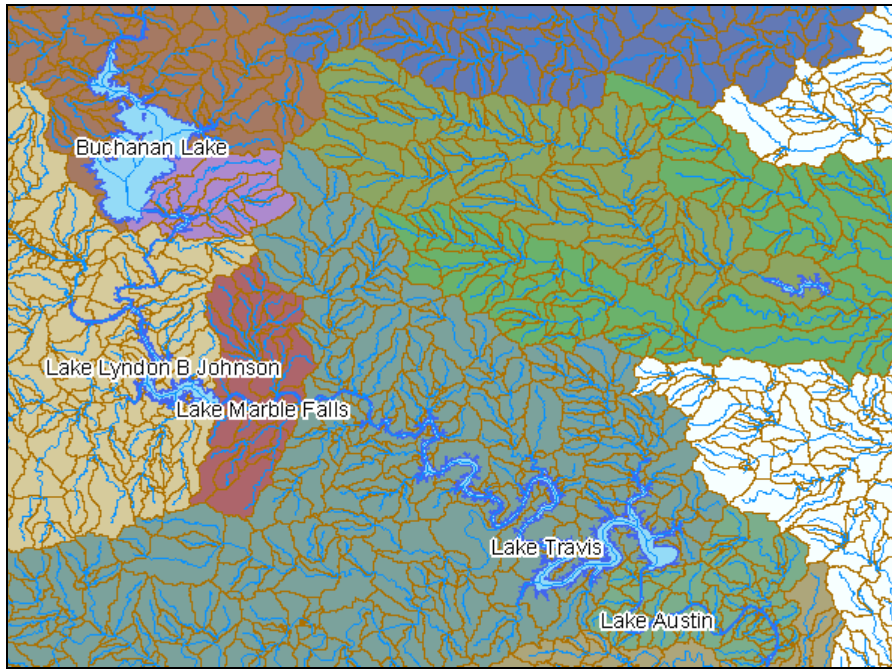 Buchanan Lake
Lake Lyndon B Johnson
Lake Marble Falls
Lake Travis
Lake Austin